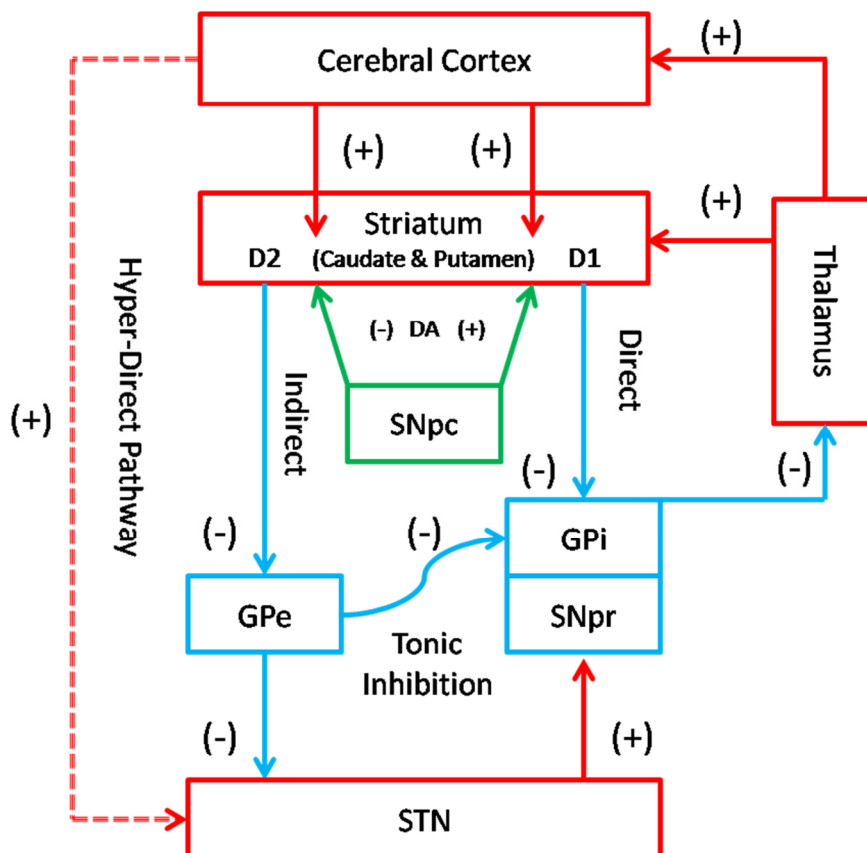 (+)
Cerebral Cortex
(+)
(+)
Striatum
(+)
D2 (Caudate & Putamen) D1
Thalamus
(-) DA (+)
Hyper-Direct Pathway
Indirect
Direct
SNpc
(+)
(-)
(-)
(-)
(-)
GPi
GPe
SNpr
Tonic
Inhibition
(-)
(+)
STN